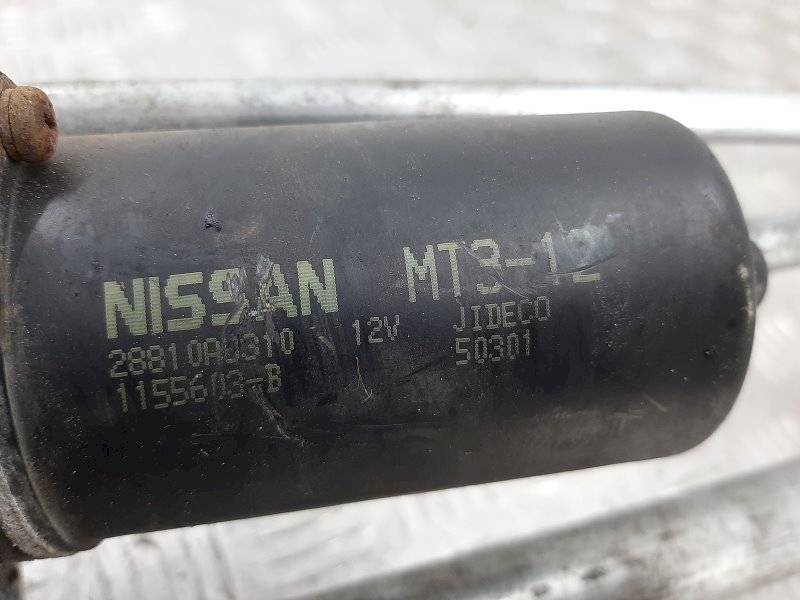 NISSAN MT3-12
28810AU310 12V JIDECO
1155603-B 50301